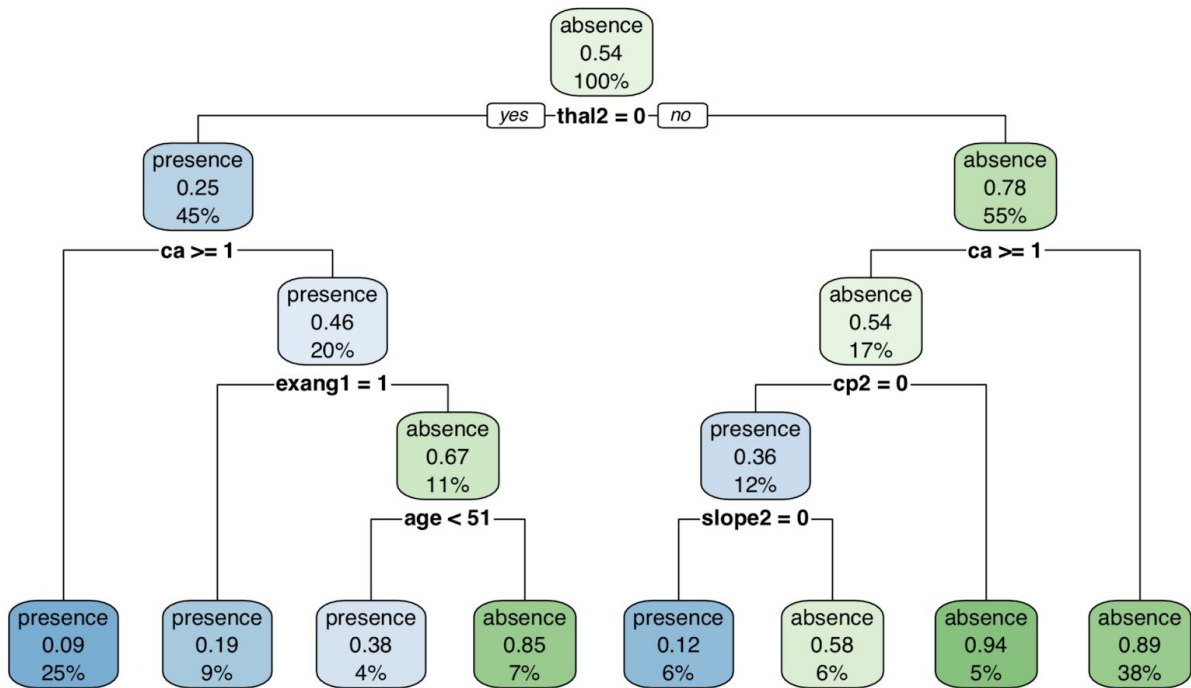 absence
0.54
100%
yes thal2 = 0 no
presence
0.25
45%
absence
0.78
55%
ca >= 1
ca >= 1
presence
0.46
20%
absence
0.54
17%
exang1 = 1
cp2 = 0
absence
0.67
11%
presence
0.36
12%
age < 51
slope2 = 0
presence
0.09
25%
presence
0.19
9%
presence
0.38
4%
absence
0.85
7%
presence
0.12
6%
absence
0.58
6%
absence
0.94
5%
absence
0.89
38%